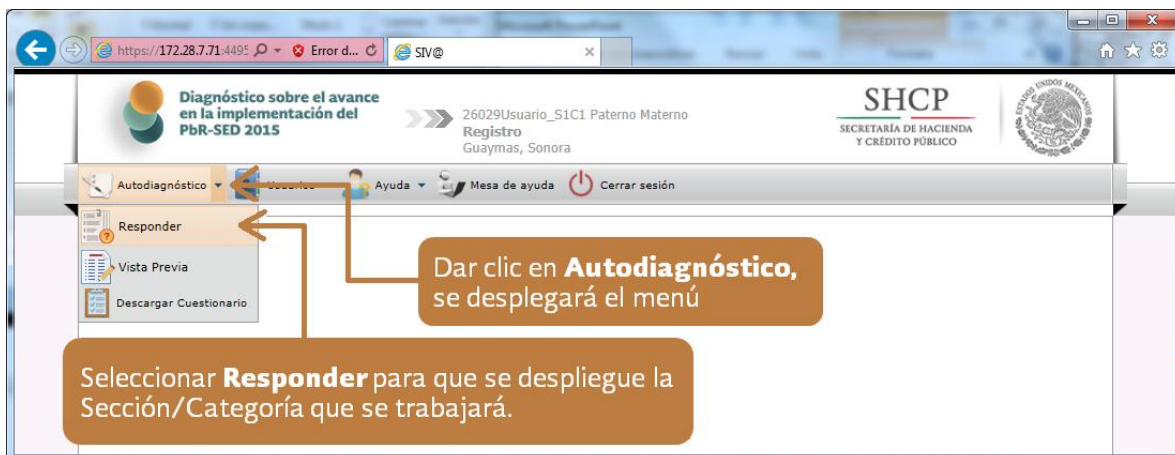 https://172.28.7.71:4495
Error d...
SIV@
Diagnóstico sobre el avance
en la implementación del
PbR-SED 2015
26029Usuario_S1C1 Paterno Materno
Registro
Guaymas, Sonora
SHCP
SECRETARÍA DE HACIENDA
Y CRÉDITO PÚBLICO
ESTADOS UNIDOS MEXICANOS
Autodiagnóstico
Ayuda
Mesa de ayuda
Cerrar sesión
Responder
Vista Previa
Descargar Cuestionario
Dar clic en Autodiagnóstico,
se desplegará el menú
Seleccionar Responder para que se despliegue la
Sección/Categoría que se trabajará.